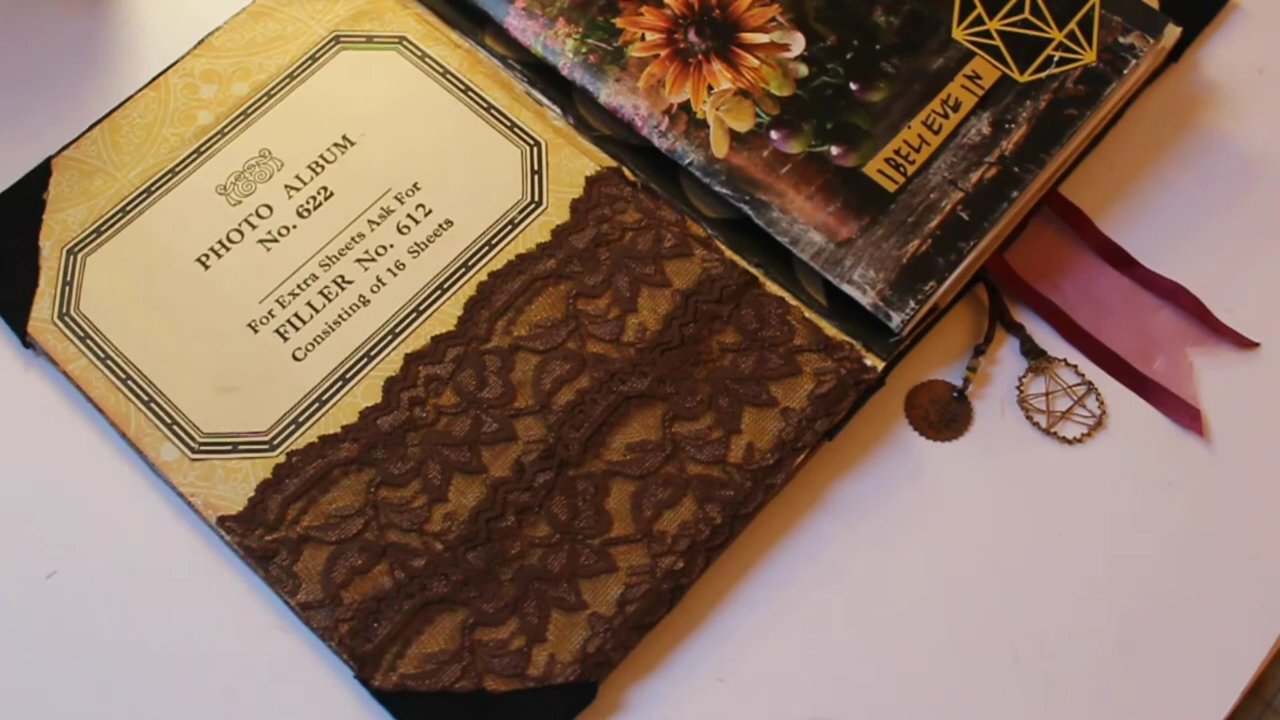 PHOTO ALBUM
No. 622
For Extra Sheets Ask For
FILLER No. 612
Consisting of 16 Sheets
I BELiEVE IN